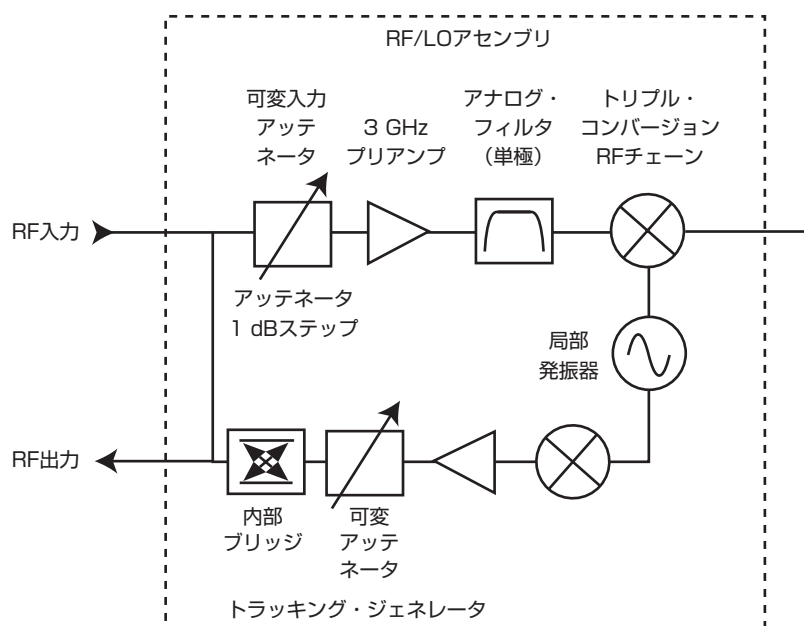 RF/LOアセンブリ
可変入力
アッテ
ネータ
3 GHz
プリアンプ
アナログ・
フィルタ
（単極）
トリプル・
コンバージョン
RFチェーン
RF入力
アッテネータ
1 dBステップ
局部
発振器
RF出力
内部
ブリッジ
可変
アッテ
ネータ
トラッキング・ジェネレータ